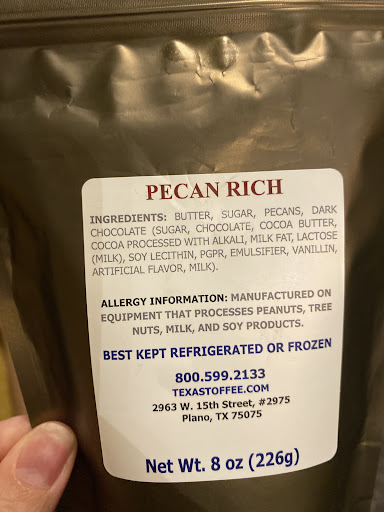 PECAN RICH
INGREDIENTS: BUTTER, SUGAR, PECANS, DARK
CHOCOLATE (SUGAR, CHOCOLATE, COCOA BUTTER,
COCOA PROCESSED WITH ALKALI, MILK FAT, LACTOSE
(MILK), SOY LECITHIN, PGPR, EMULSIFIER, VANILLIN,
ARTIFICIAL FLAVOR, MILK).
ALLERGY INFORMATION: MANUFACTURED ON
EQUIPMENT THAT PROCESSES PEANUTS, TREE
NUTS, MILK, AND SOY PRODUCTS.
BEST KEPT REFRIGERATED OR FROZEN
800.599.2133
TEXASTOFFEE.COM
2963 W. 15th Street, #2975
Plano, TX 75075
Net Wt. 8 oz (226g)